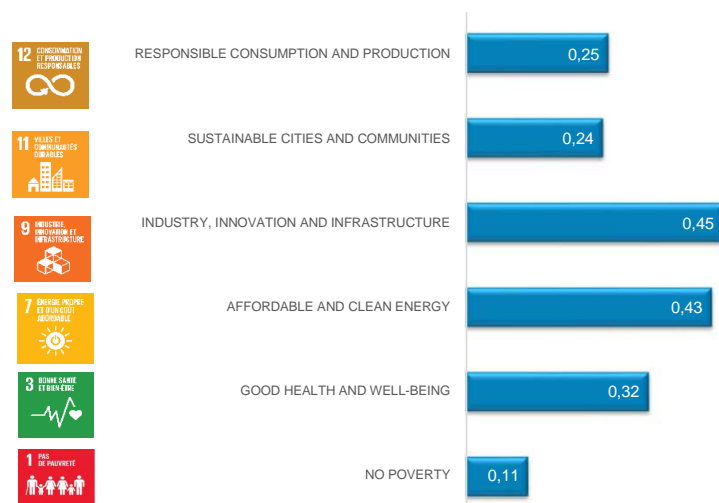 12 CONSOMMATION
ET PRODUCTION
RESPONSABLES
RESPONSIBLE CONSUMPTION AND PRODUCTION
0,25
11 VILLES ET
COMMUNAUTÉS
DURABLES
SUSTAINABLE CITIES AND COMMUNITIES
0,24
9 INDUSTRIE,
INNOVATION ET
INFRASTRUCTURE
INDUSTRY, INNOVATION AND INFRASTRUCTURE
0,45
7 ÉNERGIE PROPRE
ET D'UN COÛT
ABORDABLE
AFFORDABLE AND CLEAN ENERGY
0,43
3 BONNE SANTÉ
ET BIEN-ÊTRE
GOOD HEALTH AND WELL-BEING
0,32
1 PAS
DE PAUVRETÉ
NO POVERTY
0,11